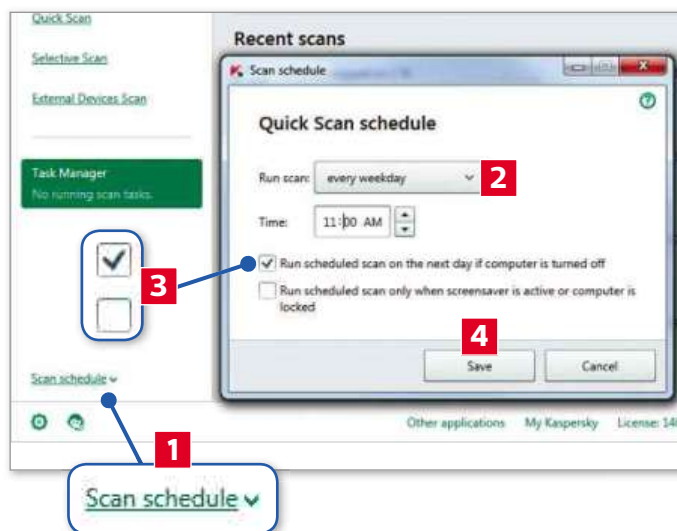 Quick Scan
Selective Scan
External Devices Scan
Task Manager
No running scan tasks.
3
Scan schedule
1
Scan schedule
Recent scans
Scan schedule
Quick Scan schedule
Run scan: every weekday
2
Time: 11:00 AM
Run scheduled scan on the next day if computer is turned off
Run scheduled scan only when screensaver is active or computer is
locked
4
Save Cancel
Other applications My Kaspersky License: 14